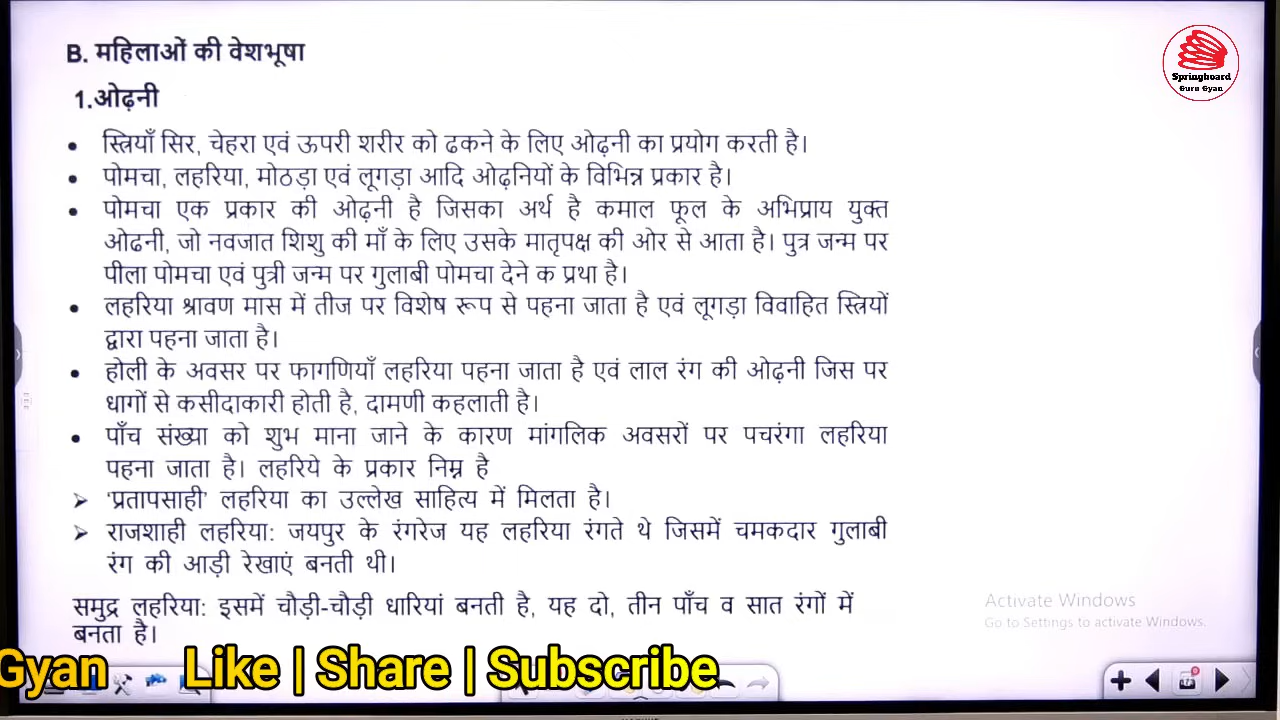 B. महिलाओं की वेशभूषा
Springboard
Guru Gyan
1.ओढ़नी
• स्त्रियाँ सिर, चेहरा एवं ऊपरी शरीर को ढकने के लिए ओढ़नी का प्रयोग करती है।
• पोमचा, लहरिया, मोठड़ा एवं लूगड़ा आदि ओढ़नियों के विभिन्न प्रकार है।
• पोमचा एक प्रकार की ओढ़नी है जिसका अर्थ है कमाल फूल के अभिप्राय युक्त
ओढनी, जो नवजात शिशु की माँ के लिए उसके मातृपक्ष की ओर से आता है। पुत्र जन्म पर
पीला पोमचा एवं पुत्री जन्म पर गुलाबी पोमचा देने क प्रथा है।
• लहरिया श्रावण मास में तीज पर विशेष रूप से पहना जाता है एवं लूगड़ा विवाहित स्त्रियों
द्वारा पहना जाता है।
• होली के अवसर पर फागणियाँ लहरिया पहना जाता है एवं लाल रंग की ओढ़नी जिस पर
धागों से कसीदाकारी होती है, दामणी कहलाती है।
• पाँच संख्या को शुभ माना जाने के कारण मांगलिक अवसरों पर पचरंगा लहरिया
पहना जाता है। लहरिये के प्रकार निम्न है
➢ 'प्रतापसाही' लहरिया का उल्लेख साहित्य में मिलता है।
➢ राजशाही लहरिया: जयपुर के रंगरेज यह लहरिया रंगते थे जिसमें चमकदार गुलाबी
रंग की आड़ी रेखाएं बनती थी।
समुद्र लहरिया: इसमें चौड़ी-चौड़ी धारियां बनती है, यह दो, तीन पाँच व सात रंगों में
बनता है।
Activate Windows
Go to Settings to activate Windows.
Gyan Like | Share | Subscribe